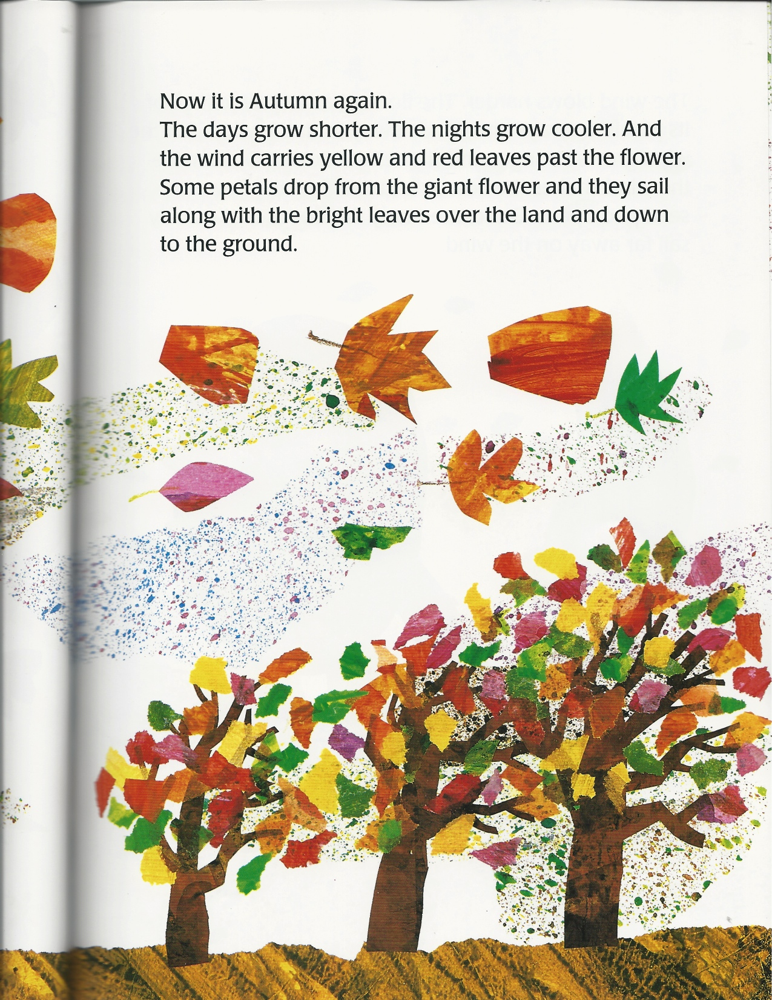 Now it is Autumn again.
The days grow shorter. The nights grow cooler. And
the wind carries yellow and red leaves past the flower.
Some petals drop from the giant flower and they sail
along with the bright leaves over the land and down
to the ground.